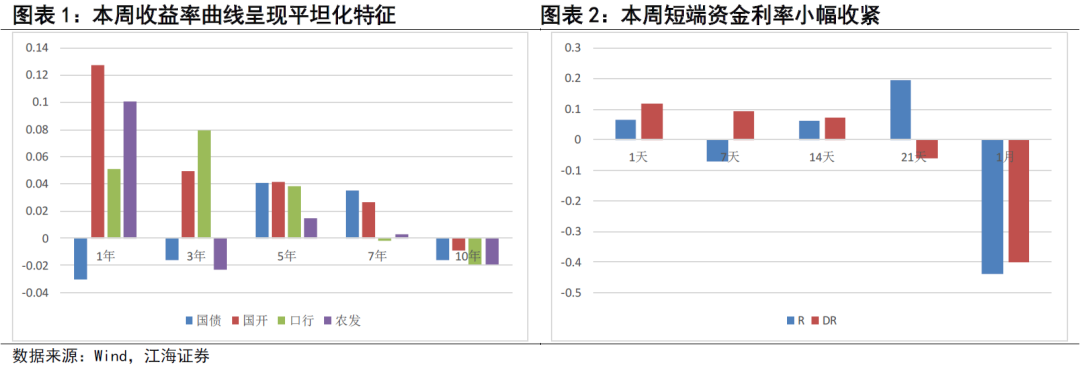 图表1：本周收益率曲线呈现平坦化特征
0.14
0.12
0.1
0.08
0.06
0.04
0.02
0
-0.02
-0.04
1年
3年
5年
7年
10年
国债 国开 口行 农发
图表2：本周短端资金利率小幅收紧
0.3
0.2
0.1
0
-0.1
-0.2
-0.3
-0.4
-0.5
1天
7天
14天
21天
1月
R DR
数据来源：Wind，江海证券